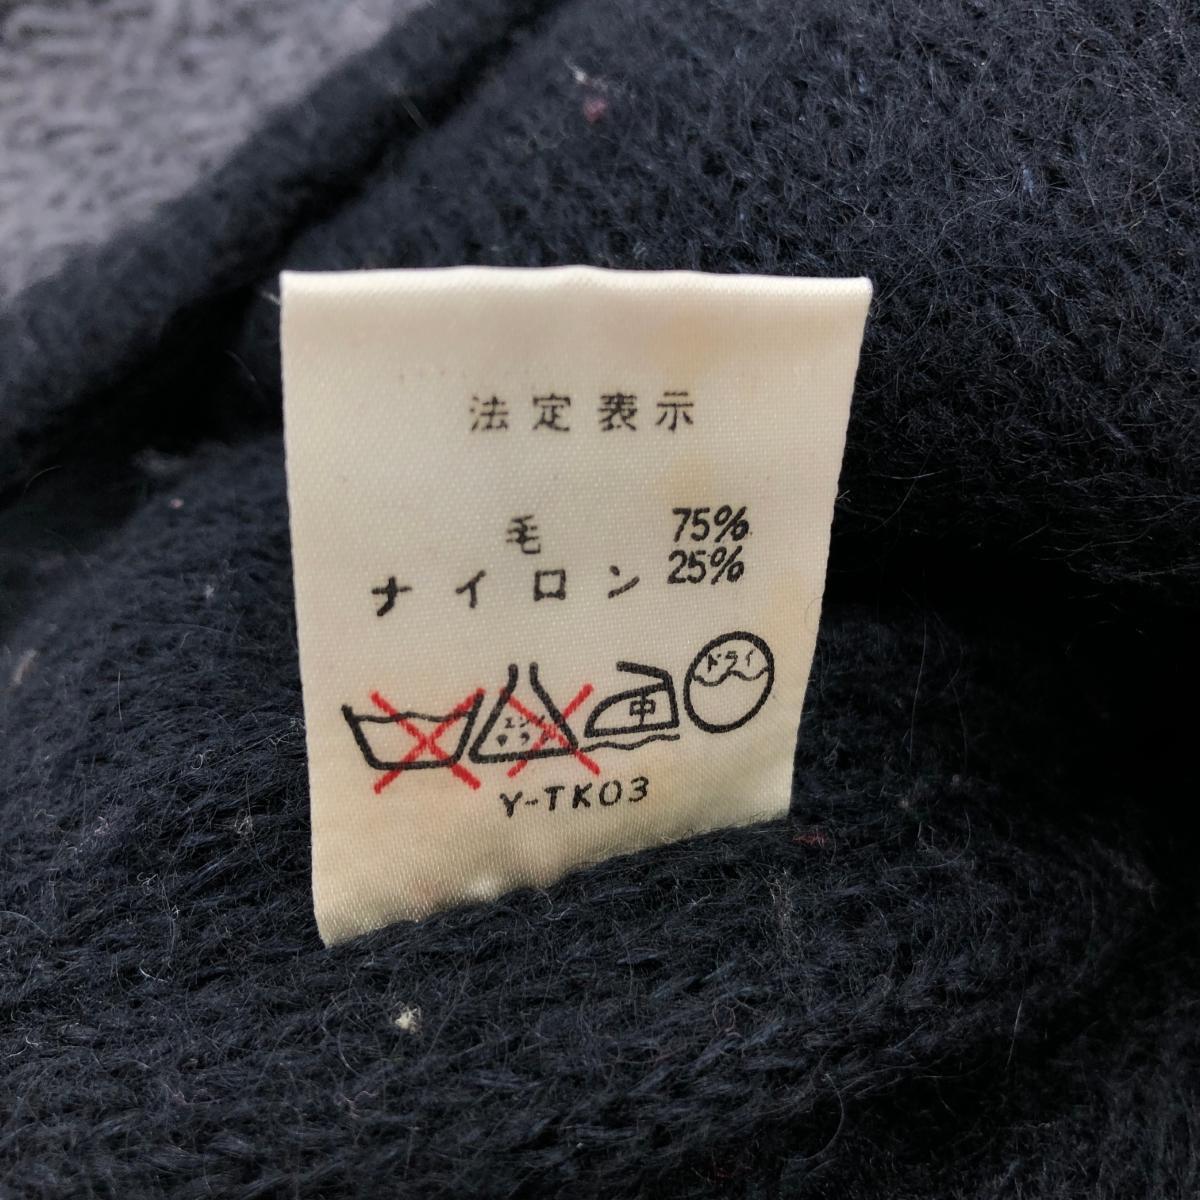 法定表示
毛 75%
ナイロン 25%
エンソ サラシ 中 ドライ
Y-TK03